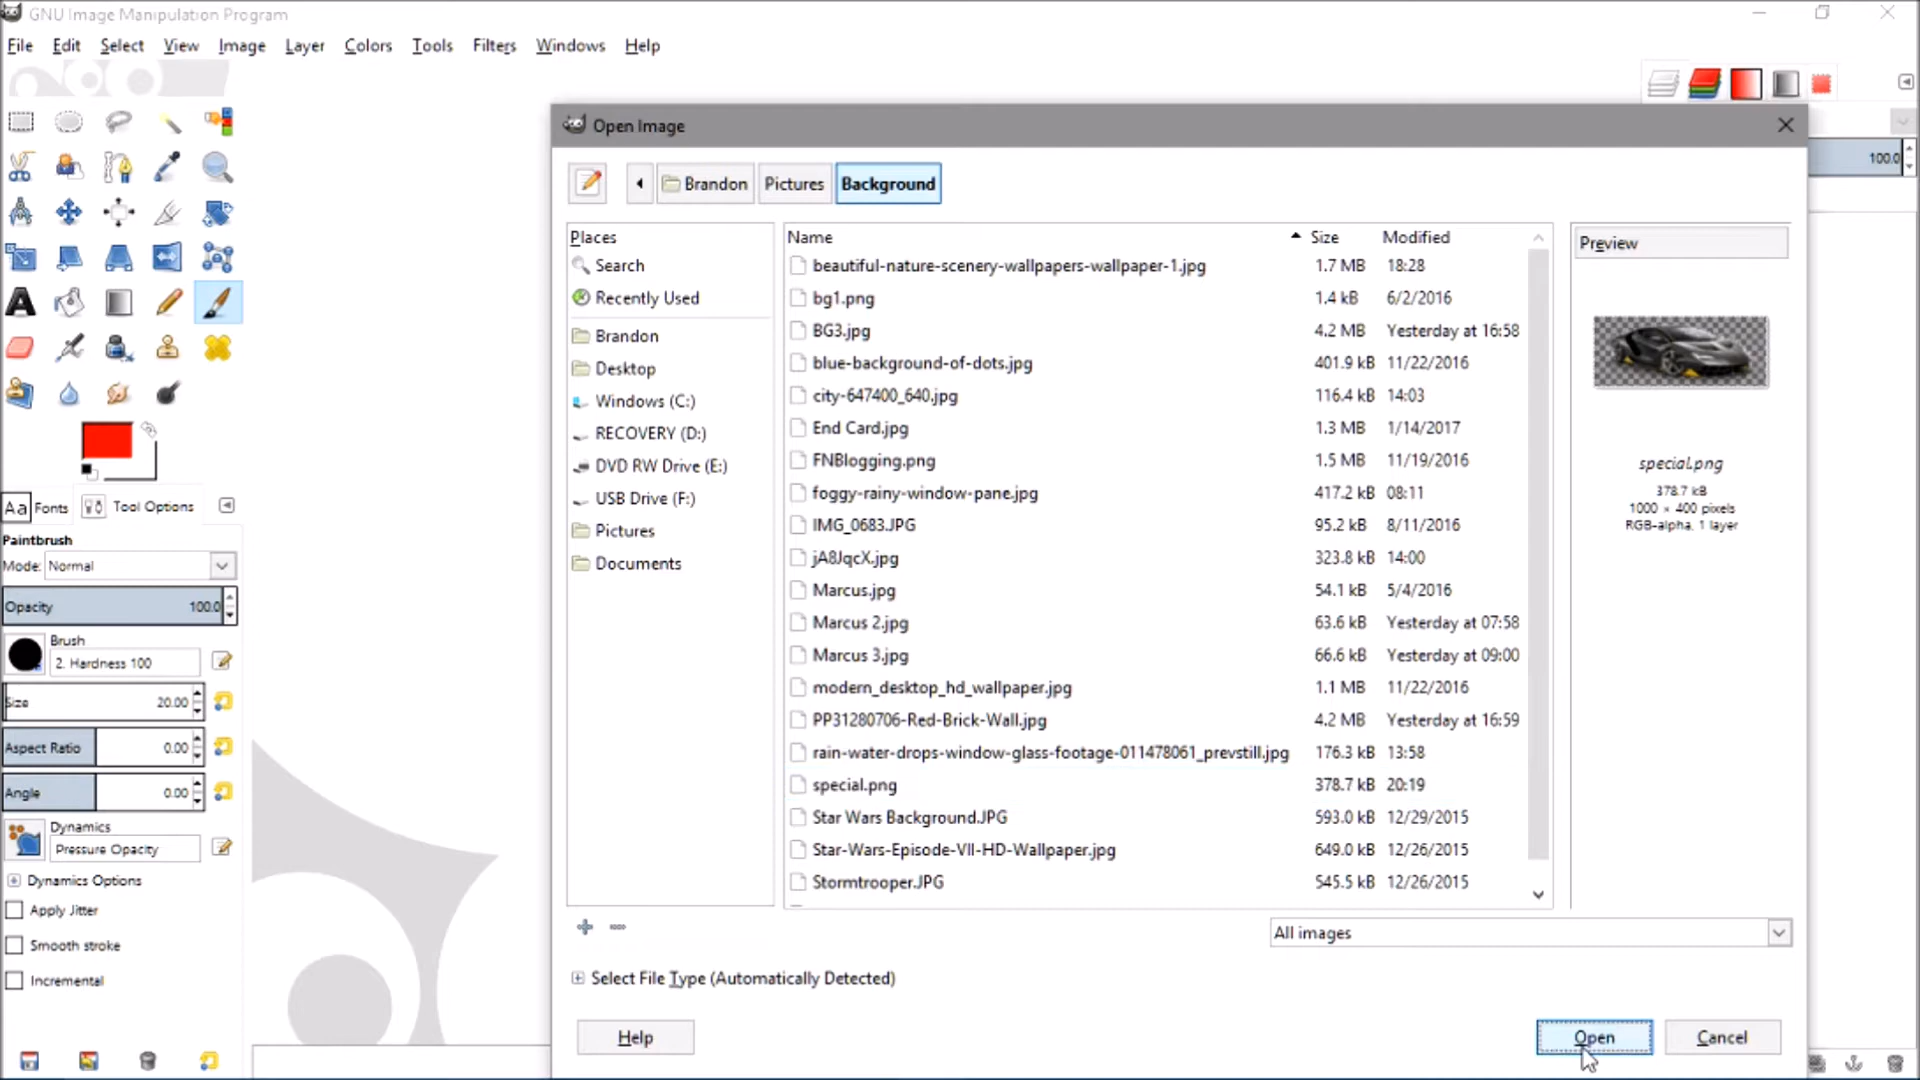 GNU Image Manipulation Program
File Edit Select View Image Layer Colors Tools Filters Windows Help
Open Image
Brandon Pictures Background
Places
Search
Recently Used
Brandon
Desktop
Windows (C:)
RECOVERY (D:)
DVD RW Drive (E:)
USB Drive (F:)
Pictures
Documents
Name Size Modified
beautiful-nature-scenery-wallpapers-wallpaper-1.jpg 1.7 MB 18:28
bg1.png 1.4 kB 6/2/2016
BG3.jpg 4.2 MB Yesterday at 16:58
blue-background-of-dots.jpg 401.9 kB 11/22/2016
city-647400_640.jpg 116.4 kB 14:03
End Card.jpg 1.3 MB 1/14/2017
FNBlogging.png 1.5 MB 11/19/2016
foggy-rainy-window-pane.jpg 417.2 kB 08:11
IMG_0683.JPG 95.2 kB 8/11/2016
jA8JqcX.jpg 323.8 kB 14:00
Marcus.jpg 54.1 kB 5/4/2016
Marcus 2.jpg 63.6 kB Yesterday at 07:58
Marcus 3.jpg 66.6 kB Yesterday at 09:00
modern_desktop_hd_wallpaper.jpg 1.1 MB 11/22/2016
PP31280706-Red-Brick-Wall.jpg 4.2 MB Yesterday at 16:59
rain-water-drops-window-glass-footage-011478061_prevstill.jpg 176.3 kB 13:58
special.png 378.7 kB 20:19
Star Wars Background.JPG 593.0 kB 12/29/2015
Star-Wars-Episode-VII-HD-Wallpaper.jpg 649.0 kB 12/26/2015
Stormtrooper.JPG 545.5 kB 12/26/2015
Preview
special.png
378.7 kB
1000 × 400 pixels
RGB-alpha, 1 layer
All images
Select File Type (Automatically Detected)
Help Open Cancel
100.0
Aa Fonts Tool Options
Paintbrush
Mode: Normal
Opacity 100.0
Brush
2. Hardness 100
Size 20.00
Aspect Ratio 0.00
Angle 0.00
Dynamics
Pressure Opacity
Dynamics Options
Apply Jitter
Smooth stroke
Incremental